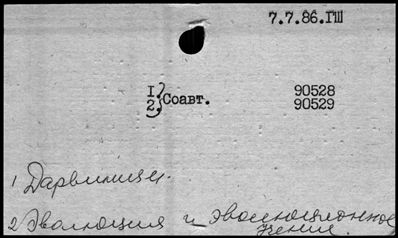 7.7.86.ГШ
1.) Соавт. 90528
2.) 90529
1 Дарвинизм.
2 Эволюция и эволюционное
учение.